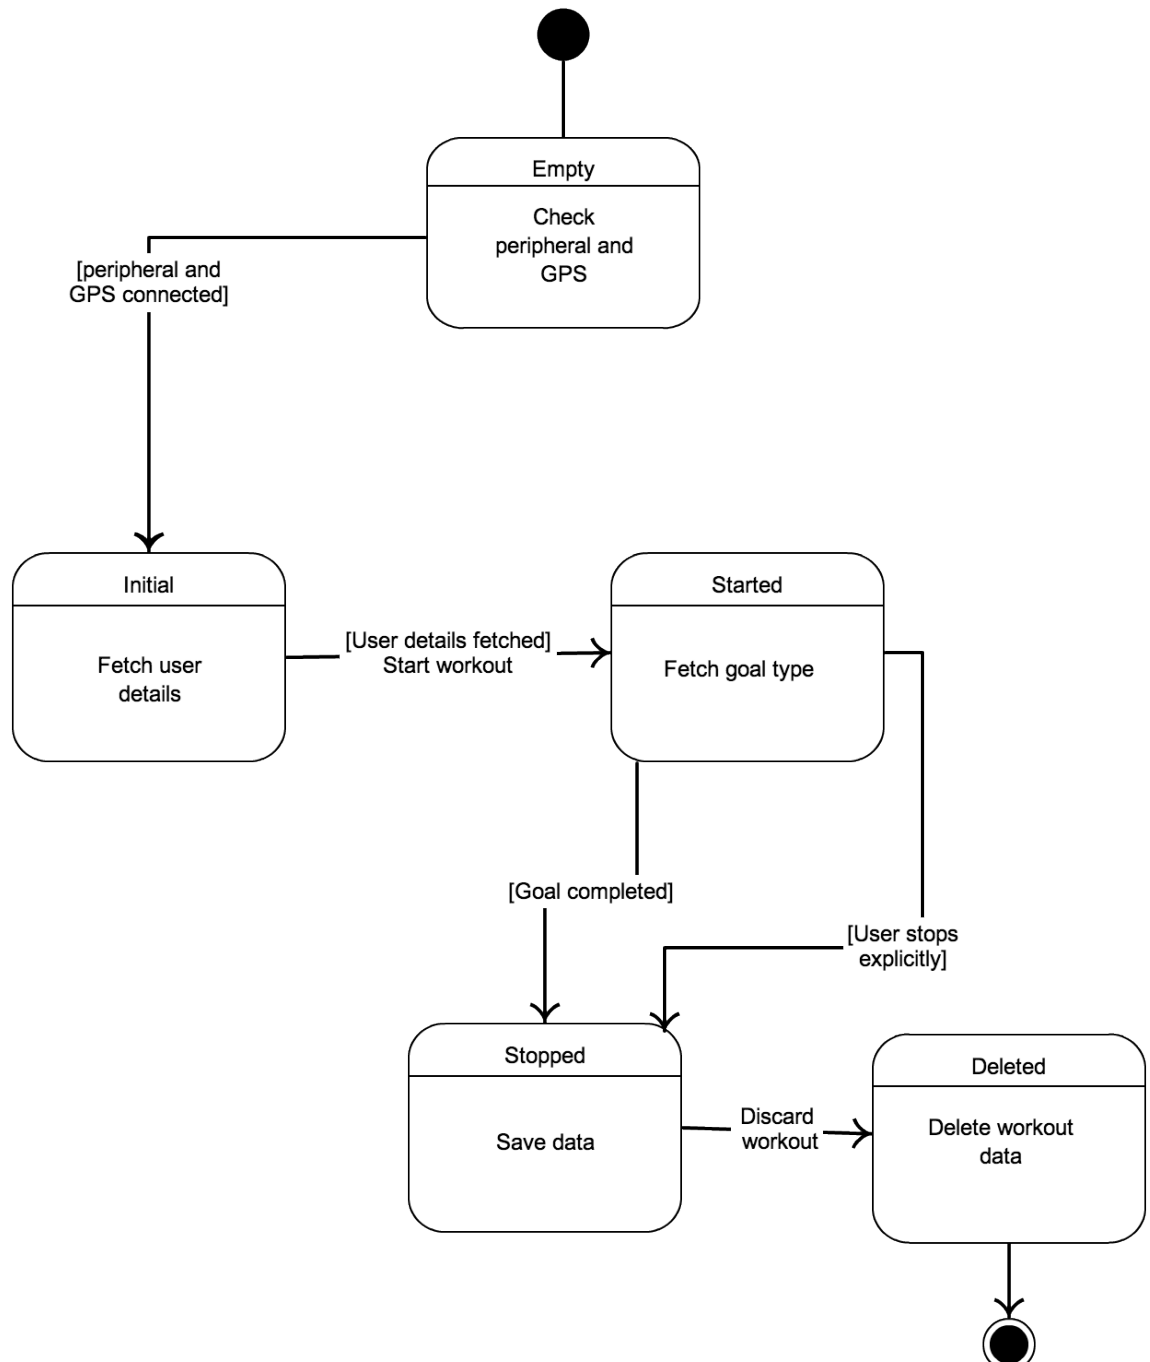 Empty
Check
peripheral and
GPS
[peripheral and
GPS connected]
Initial
Fetch user
details
[User details fetched]
Start workout
Started
Fetch goal type
[Goal completed]
[User stops
explicitly]
Stopped
Save data
Discard
workout
Deleted
Delete workout
data